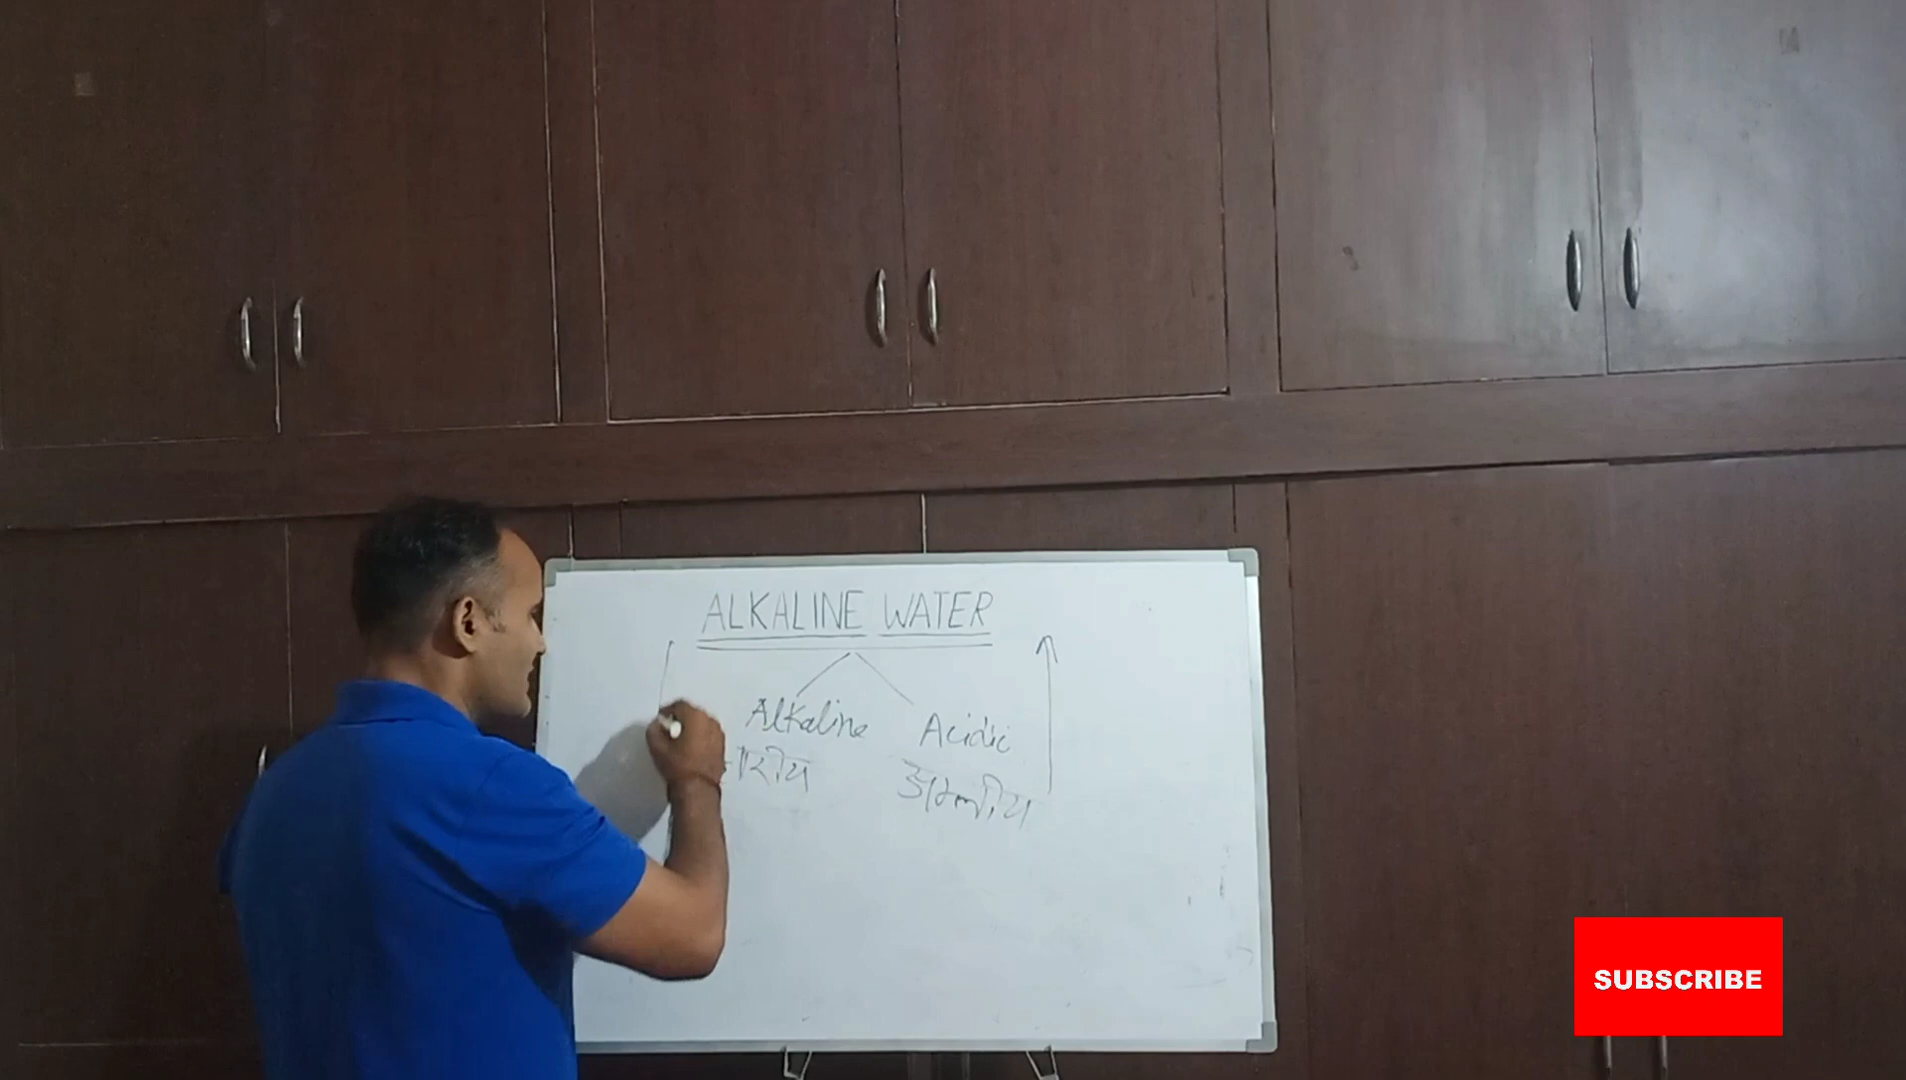 ALKALINE WATER
Alkaline Acidic
अम्लीय
SUBSCRIBE